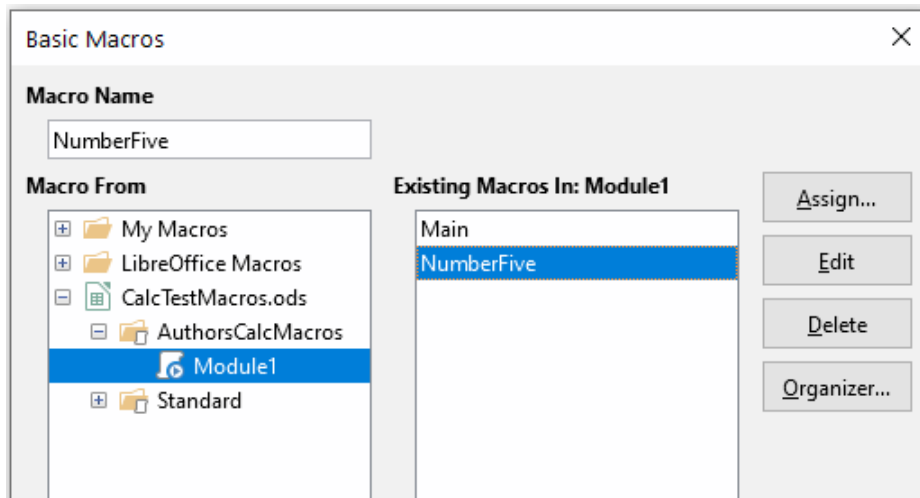 Basic Macros
Macro Name
NumberFive
Macro From
My Macros
LibreOffice Macros
CalcTestMacros.ods
AuthorsCalcMacros
Module1
Standard
Existing Macros In: Module1
Main
NumberFive
Assign...
Edit
Delete
Organizer...